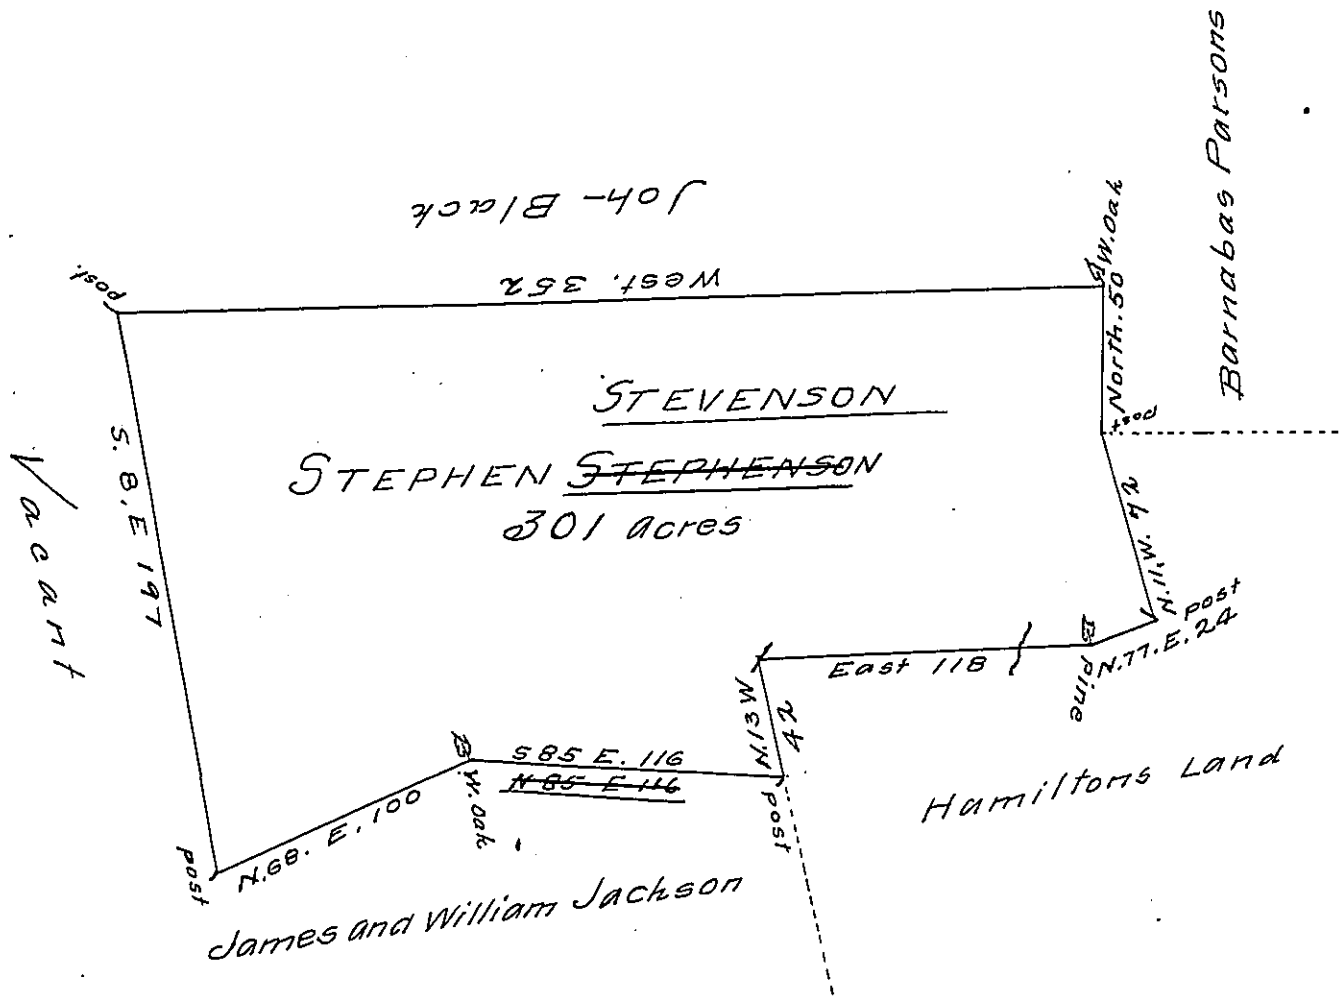 Barnabas Parsons
Joh- Black
W. Oak
post.
West. 352
North. 50
post
STEVENSON
STEPHEN STEPHENSON
301 acres
S. 8. E 197
Vacant
post
East 118
B
Pine
N. 77. E. 24
N. 13 W
42
S 85 E. 116
N 85 E 116
B
W. Oak
post
N. 68. E. 100
post
Hamiltons Land
James and William Jackson